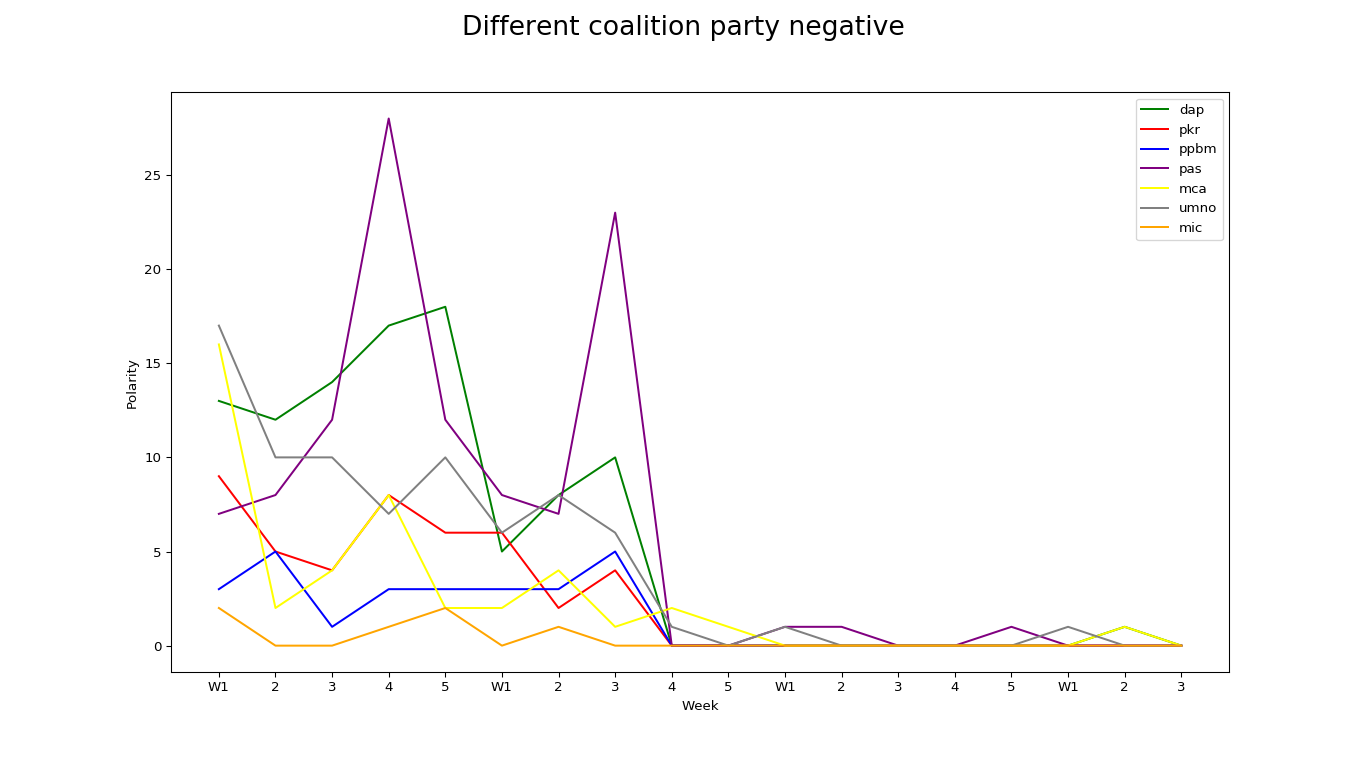 Different coalition party negative
dap
pkr
ppbm
pas
mca
umno
mic
25
20
15
10
5
0
Polarity
W1 2 3 4 5 W1 2 3 4 5 W1 2 3 4 5 W1 2 3
Week